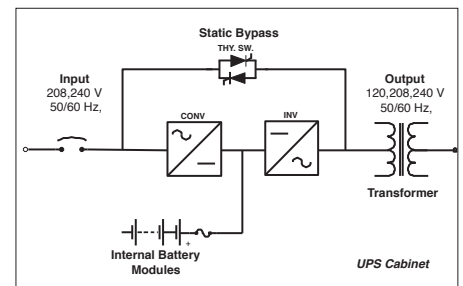 Static Bypass
THY. SW.
Input
208,240 V
50/60 Hz,
Output
120,208,240 V
50/60 Hz,
CONV
INV
Transformer
+
Internal Battery
Modules
UPS Cabinet